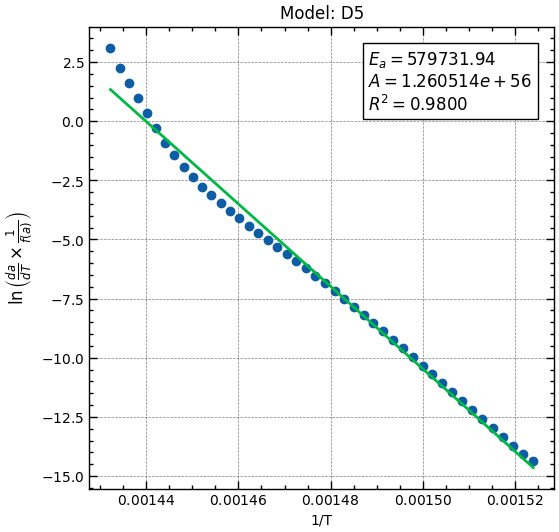 Model: D5
E_a = 579731.94
A = 1.260514e + 56
R² = 0.9800
ln(da/dT × 1/f(a))
2.5
0.0
−2.5
−5.0
−7.5
−10.0
−12.5
−15.0
0.00144 0.00146 0.00148 0.00150 0.00152
1/T